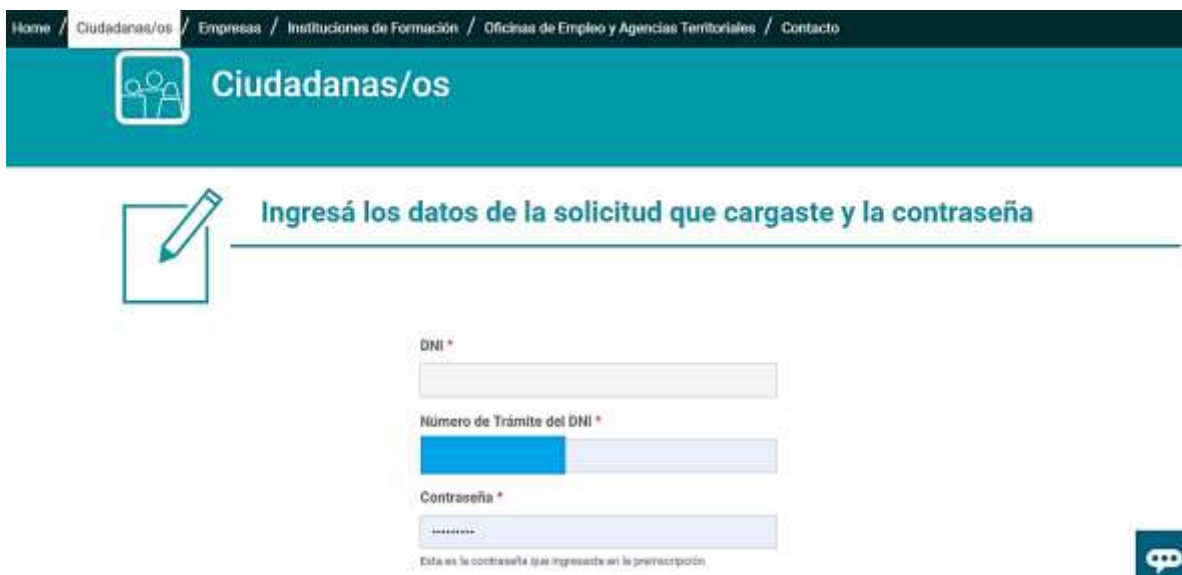 Home / Ciudadanas/os / Empresas / Instituciones de Formación / Oficinas de Empleo y Agencias Territoriales / Contacto
Ciudadanas/os
Ingresá los datos de la solicitud que cargaste y la contraseña
DNI *
Número de Trámite del DNI *
Contraseña *
Esta es la contraseña que ingresaste en la preinscripción